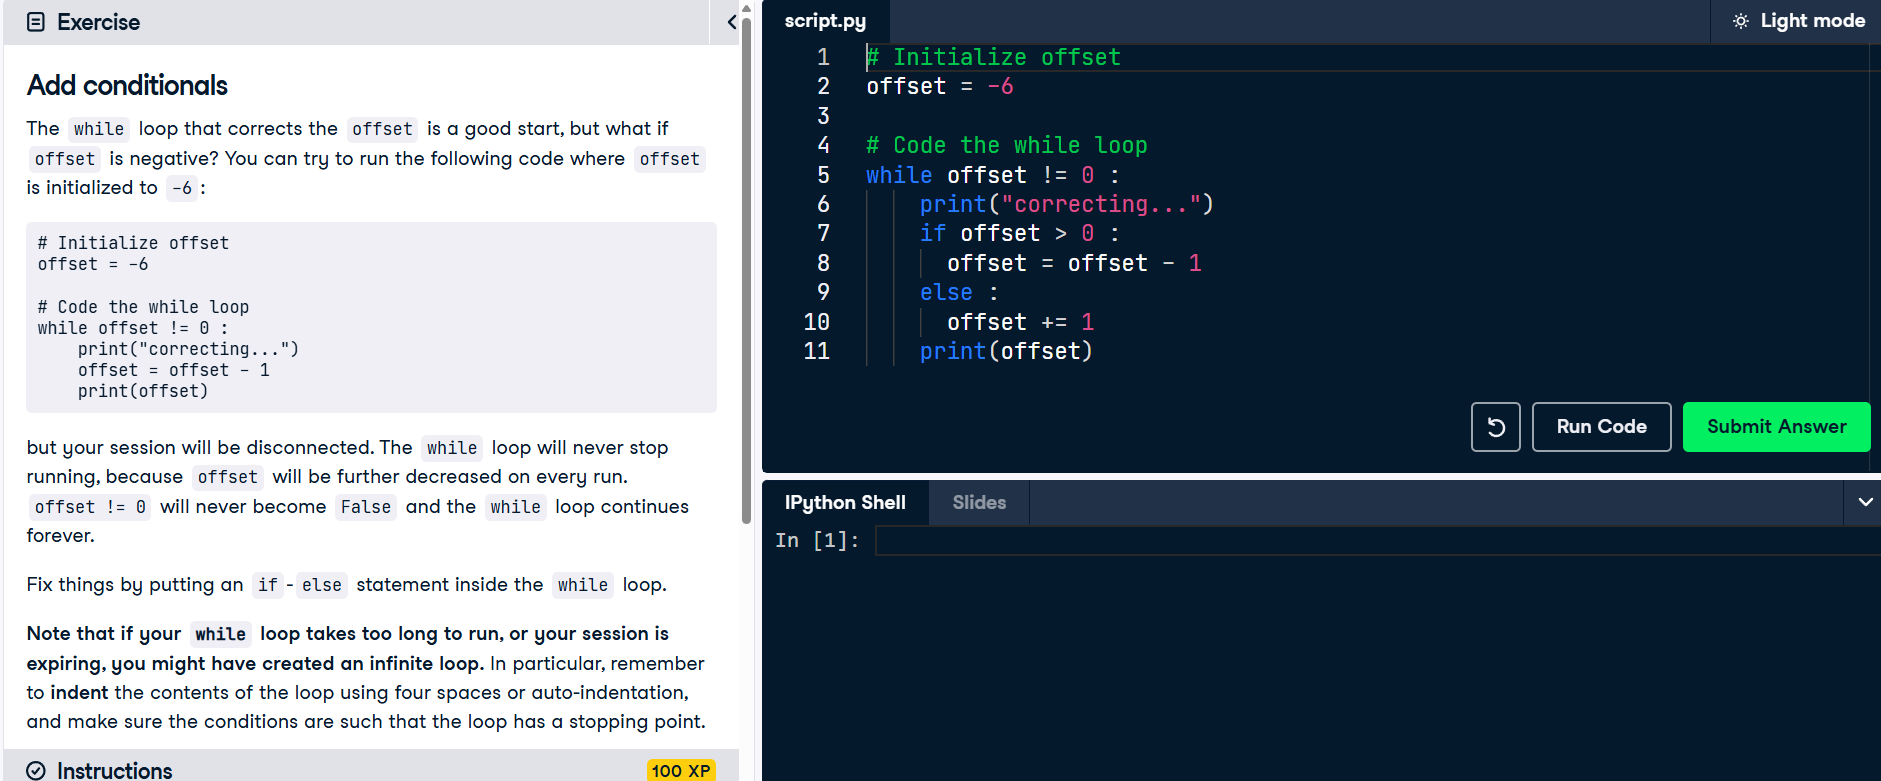 Exercise
Add conditionals
The while loop that corrects the offset is a good start, but what if
offset is negative? You can try to run the following code where offset
is initialized to -6 :
# Initialize offset
offset = -6
# Code the while loop
while offset != 0 :
    print("correcting...")
    offset = offset - 1
    print(offset)
but your session will be disconnected. The while loop will never stop
running, because offset will be further decreased on every run.
offset != 0 will never become False and the while loop continues
forever.
Fix things by putting an if - else statement inside the while loop.
Note that if your while loop takes too long to run, or your session is
expiring, you might have created an infinite loop. In particular, remember
to indent the contents of the loop using four spaces or auto-indentation,
and make sure the conditions are such that the loop has a stopping point.
Instructions
100 XP
script.py
Light mode
1 # Initialize offset
2 offset = -6
3
4 # Code the while loop
5 while offset != 0 :
6     print("correcting...")
7     if offset > 0 :
8       offset = offset - 1
9     else :
10       offset += 1
11     print(offset)
Run Code
Submit Answer
IPython Shell
Slides
In [1]: